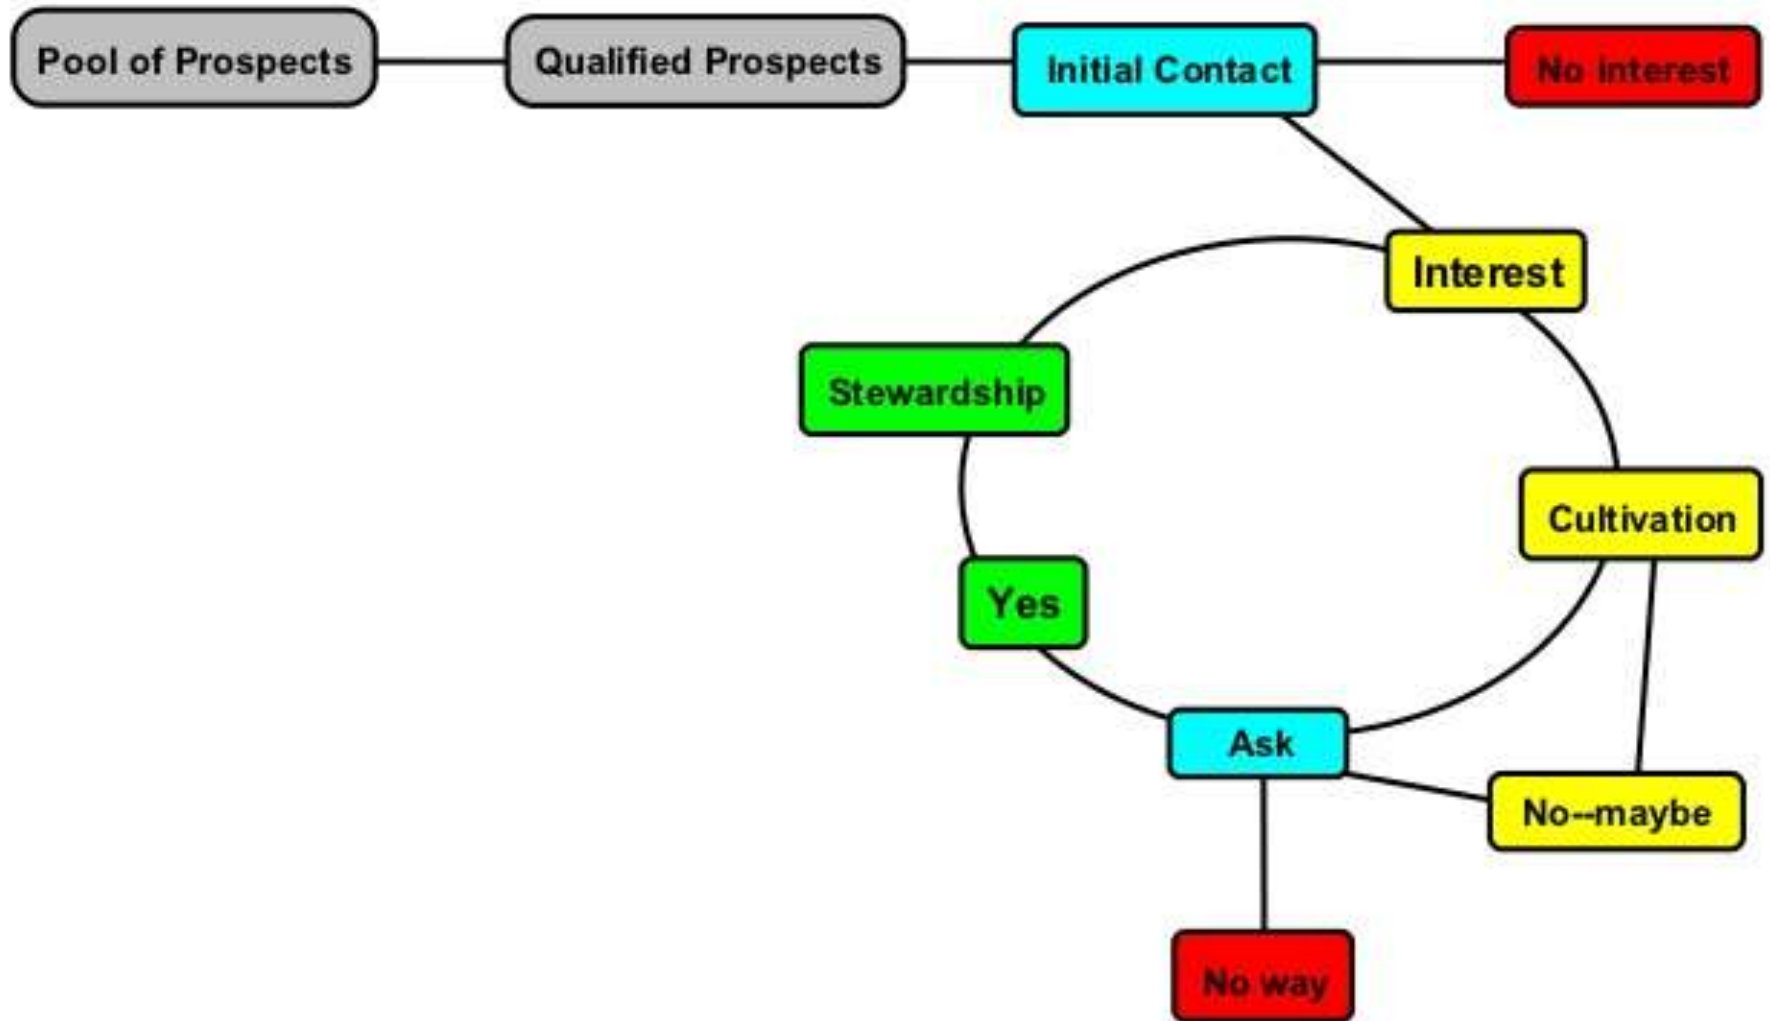 Pool of Prospects
Qualified Prospects
Initial Contact
No interest
Interest
Stewardship
Cultivation
Yes
Ask
No--maybe
No way